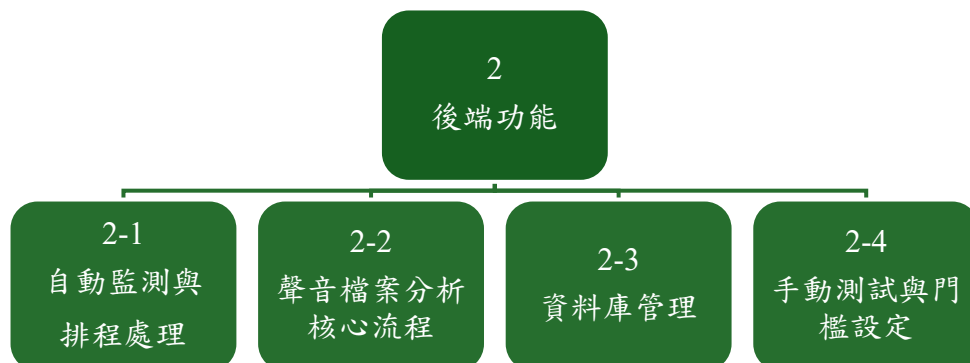 2
後端功能
2-1
自動監測與
排程處理
2-2
聲音檔案分析
核心流程
2-3
資料庫管理
2-4
手動測試與門
檻設定